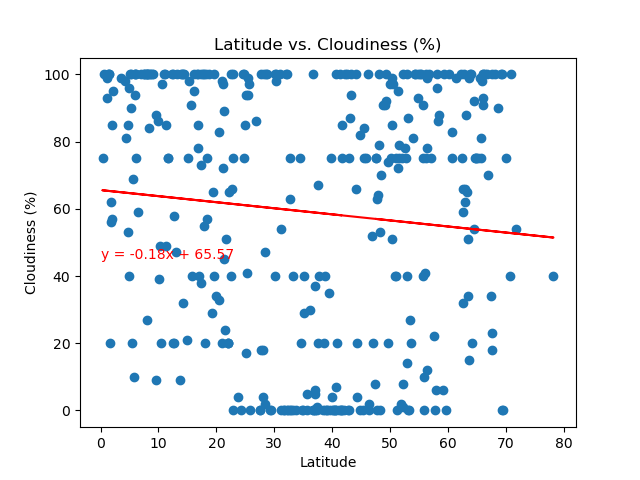 Latitude vs. Cloudiness (%)
100
80
60
40
20
0
Cloudiness (%)
y = -0.18x + 65.57
0 10 20 30 40 50 60 70 80
Latitude